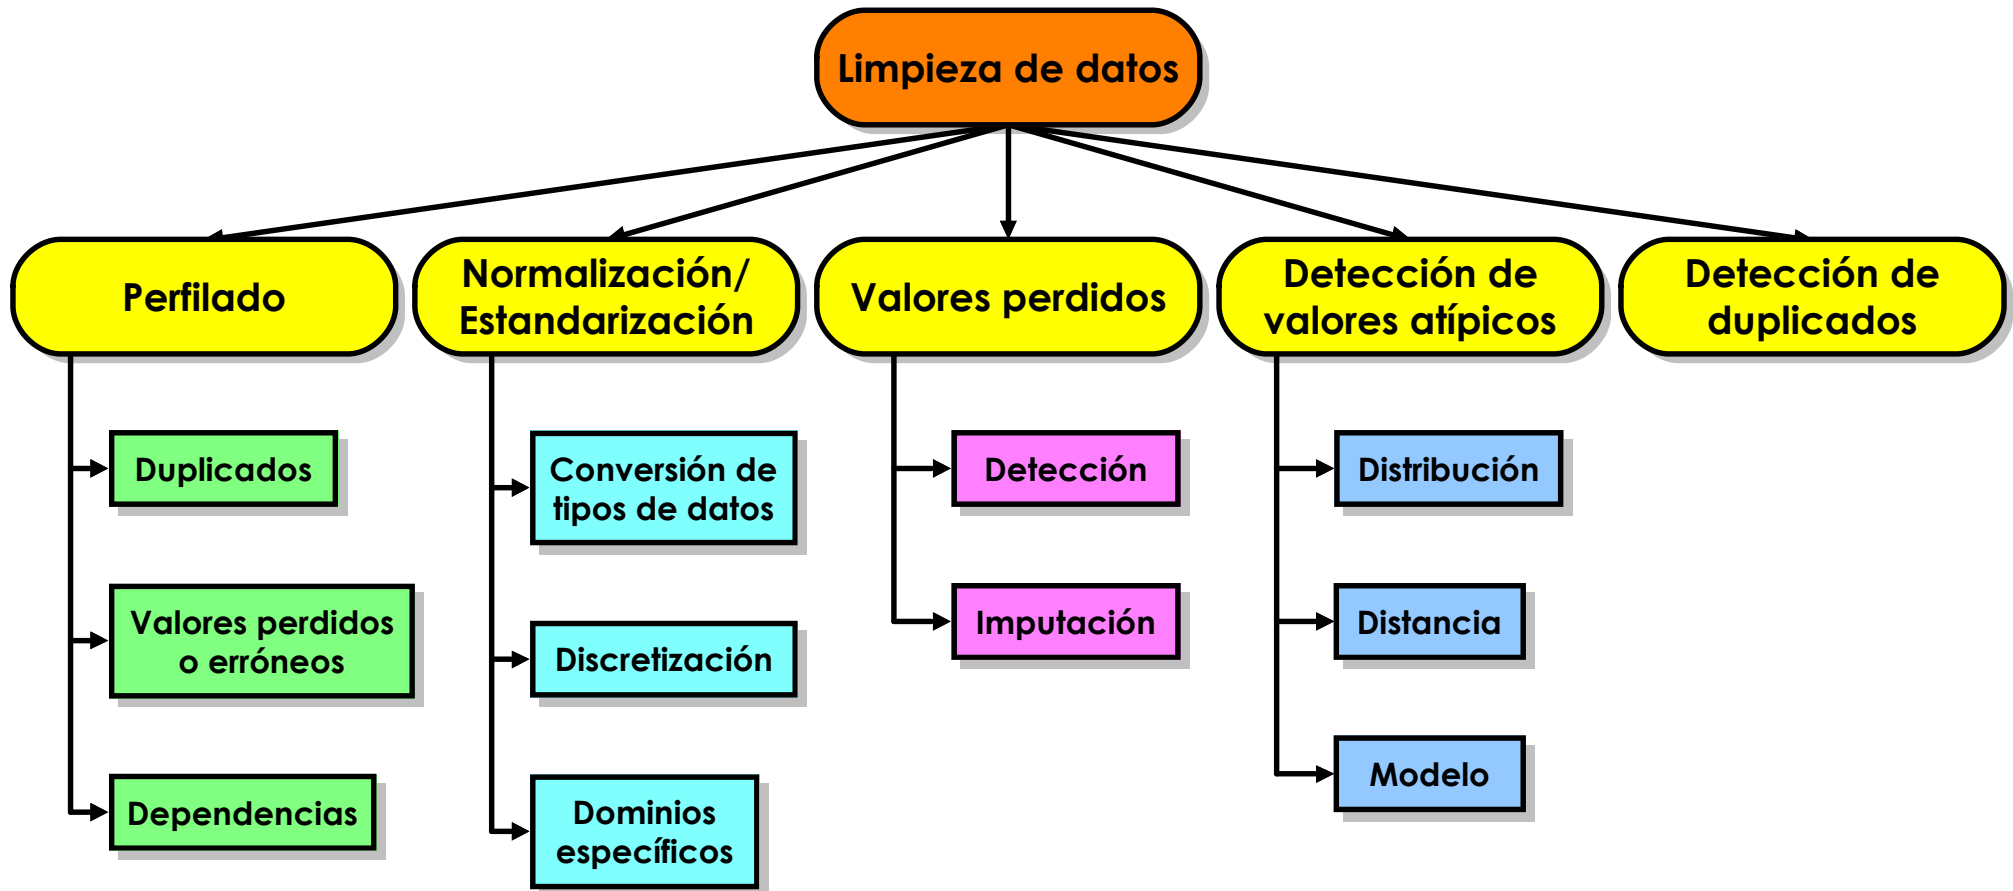 Limpieza de datos
Perfilado
Normalización/
Estandarización
Valores perdidos
Detección de
valores atípicos
Detección de
duplicados
Duplicados
Valores perdidos
o erróneos
Dependencias
Conversión de
tipos de datos
Discretización
Dominios
específicos
Detección
Imputación
Distribución
Distancia
Modelo